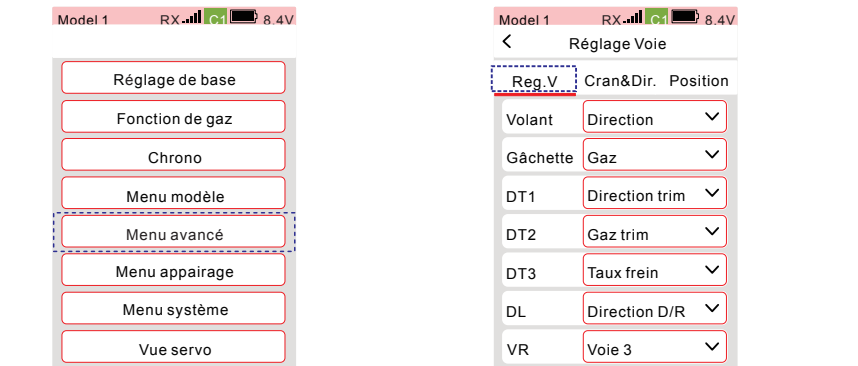 Model 1 RX C1 8.4V
Réglage de base
Fonction de gaz
Chrono
Menu modèle
Menu avancé
Menu appairage
Menu système
Vue servo
Model 1 RX C1 8.4V
Réglage Voie
Reg.V Cran&Dir. Position
Volant Direction
Gâchette Gaz
DT1 Direction trim
DT2 Gaz trim
DT3 Taux frein
DL Direction D/R
VR Voie 3